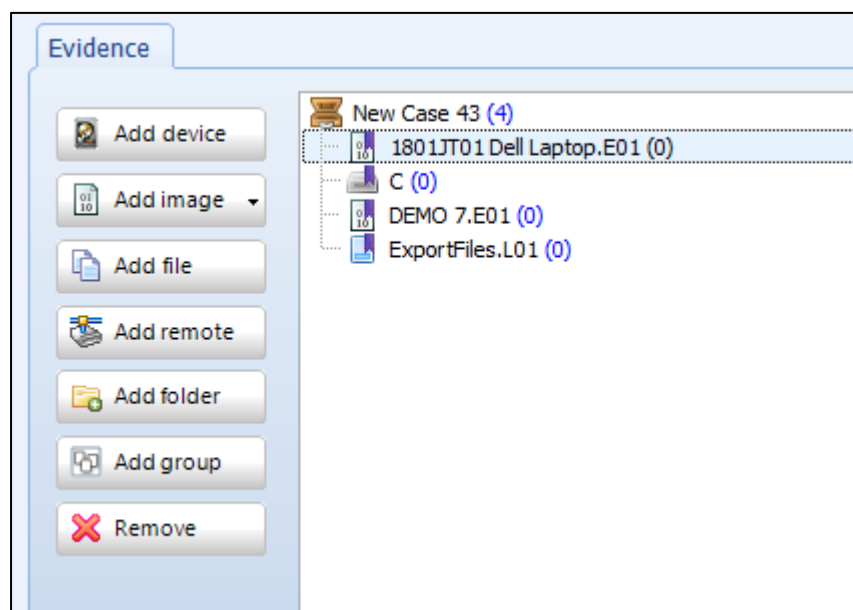 Evidence
Add device
Add image
Add file
Add remote
Add folder
Add group
Remove
New Case 43 (4)
1801JT01 Dell Laptop.E01 (0)
C (0)
DEMO 7.E01 (0)
ExportFiles.L01 (0)